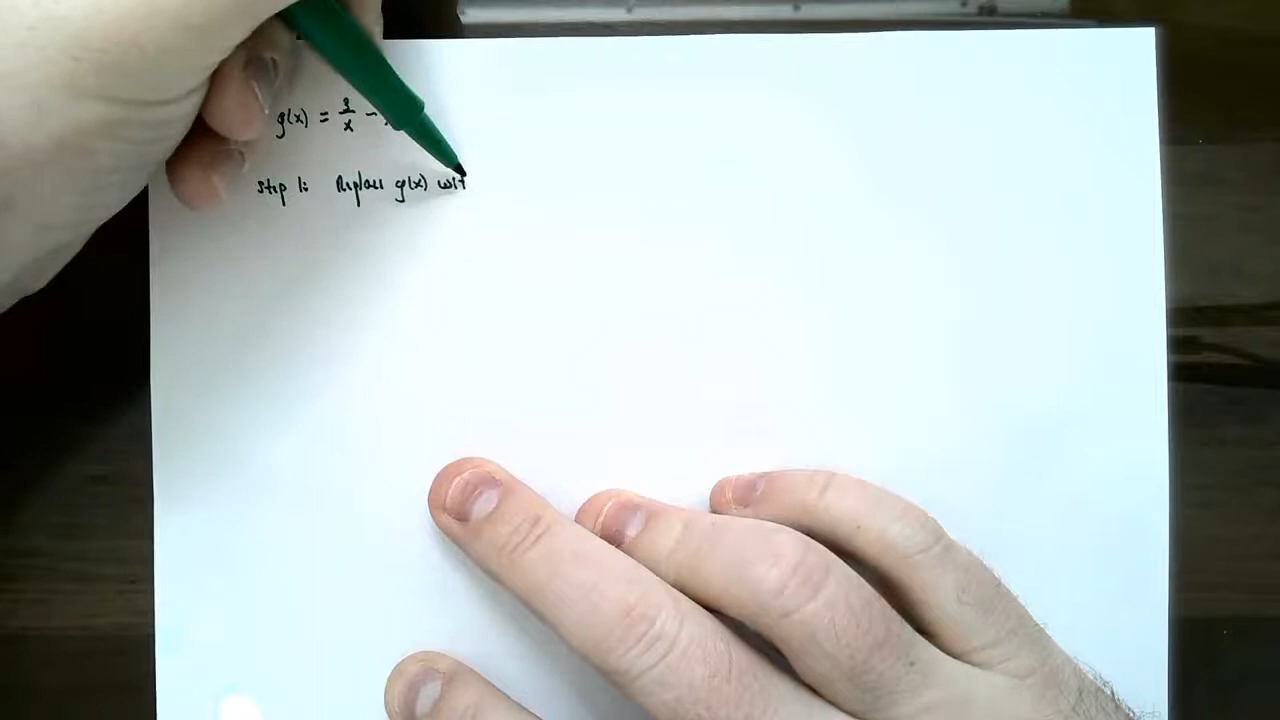 g(x) = 3/x -
step 1: Replace g(x) wit